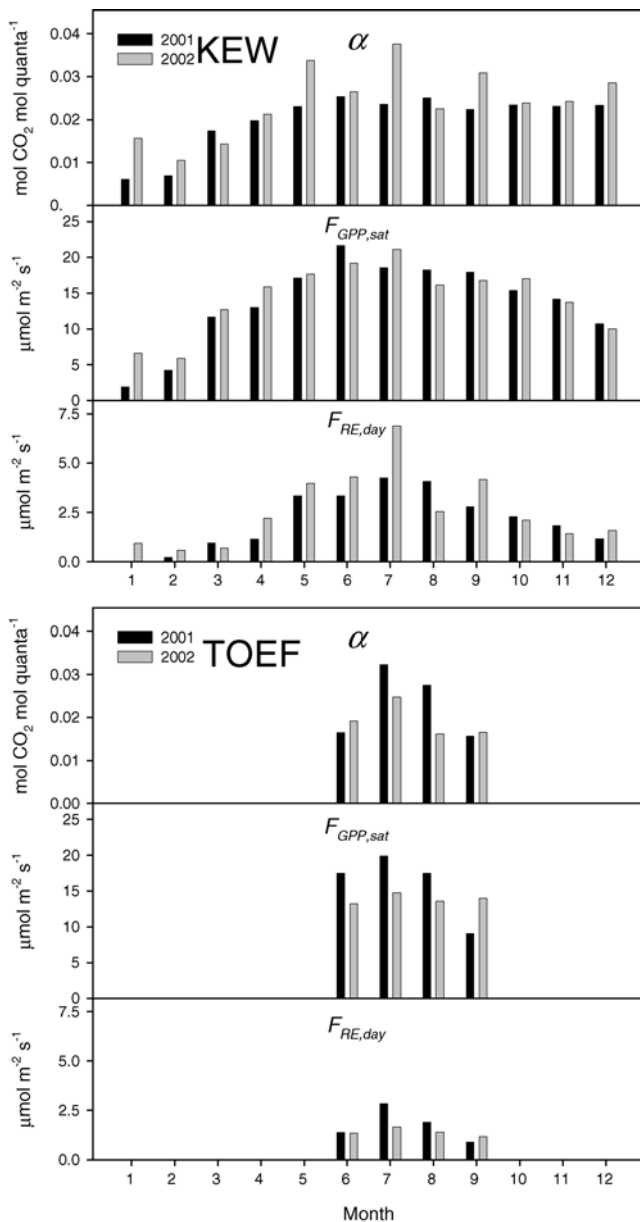 2001 KEW α
2002
mol CO₂ mol quanta⁻¹
0.04
0.03
0.02
0.01
0.
F_GPP,sat
μmol m⁻² s⁻¹
25
20
15
10
5
0
F_RE,day
μmol m⁻² s⁻¹
7.5
5.0
2.5
0.0
1 2 3 4 5 6 7 8 9 10 11 12
2001 TOEF α
2002
mol CO₂ mol quanta⁻¹
0.04
0.03
0.02
0.01
0.00
F_GPP,sat
μmol m⁻² s⁻¹
25
20
15
10
5
0
F_RE,day
μmol m⁻² s⁻¹
7.5
5.0
2.5
0.0
1 2 3 4 5 6 7 8 9 10 11 12
Month